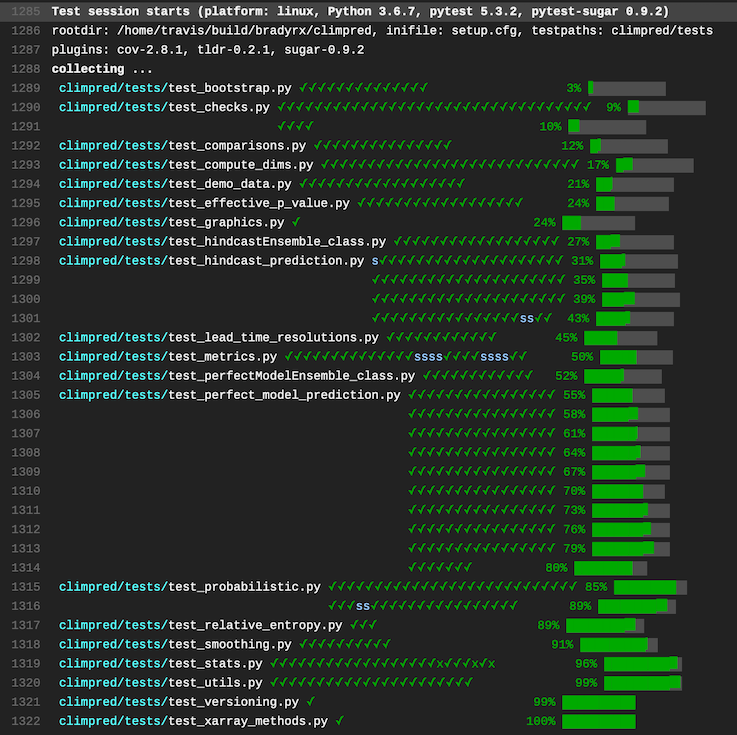 1285 Test session starts (platform: linux, Python 3.6.7, pytest 5.3.2, pytest-sugar 0.9.2)
1286 rootdir: /home/travis/build/bradyrx/climpred, inifile: setup.cfg, testpaths: climpred/tests
1287 plugins: cov-2.8.1, tldr-0.2.1, sugar-0.9.2
1288 collecting ...
1289 climpred/tests/test_bootstrap.py ✓✓✓✓✓✓✓✓✓✓✓✓✓✓ 3%
1290 climpred/tests/test_checks.py ✓✓✓✓✓✓✓✓✓✓✓✓✓✓✓✓✓✓✓✓✓✓✓✓✓✓✓✓✓✓✓✓✓✓ 9%
1291 ✓✓✓✓ 10%
1292 climpred/tests/test_comparisons.py ✓✓✓✓✓✓✓✓✓✓✓✓✓✓✓ 12%
1293 climpred/tests/test_compute_dims.py ✓✓✓✓✓✓✓✓✓✓✓✓✓✓✓✓✓✓✓✓✓✓✓✓✓✓✓✓ 17%
1294 climpred/tests/test_demo_data.py ✓✓✓✓✓✓✓✓✓✓✓✓✓✓✓✓✓✓ 21%
1295 climpred/tests/test_effective_p_value.py ✓✓✓✓✓✓✓✓✓✓✓✓✓✓✓✓✓✓ 24%
1296 climpred/tests/test_graphics.py ✓ 24%
1297 climpred/tests/test_hindcastEnsemble_class.py ✓✓✓✓✓✓✓✓✓✓✓✓✓✓✓✓✓✓ 27%
1298 climpred/tests/test_hindcast_prediction.py s✓✓✓✓✓✓✓✓✓✓✓✓✓✓✓✓✓✓✓✓ 31%
1299 ✓✓✓✓✓✓✓✓✓✓✓✓✓✓✓✓✓✓✓✓✓ 35%
1300 ✓✓✓✓✓✓✓✓✓✓✓✓✓✓✓✓✓✓✓✓✓ 39%
1301 ✓✓✓✓✓✓✓✓✓✓✓✓✓✓✓✓ss✓✓ 43%
1302 climpred/tests/test_lead_time_resolutions.py ✓✓✓✓✓✓✓✓✓✓✓✓ 45%
1303 climpred/tests/test_metrics.py ✓✓✓✓✓✓✓✓✓✓✓✓✓✓ssss✓✓✓✓ssss✓✓ 50%
1304 climpred/tests/test_perfectModelEnsemble_class.py ✓✓✓✓✓✓✓✓✓✓✓✓ 52%
1305 climpred/tests/test_perfect_model_prediction.py ✓✓✓✓✓✓✓✓✓✓✓✓✓✓✓✓ 55%
1306 ✓✓✓✓✓✓✓✓✓✓✓✓✓✓✓✓ 58%
1307 ✓✓✓✓✓✓✓✓✓✓✓✓✓✓✓✓ 61%
1308 ✓✓✓✓✓✓✓✓✓✓✓✓✓✓✓✓ 64%
1309 ✓✓✓✓✓✓✓✓✓✓✓✓✓✓✓✓ 67%
1310 ✓✓✓✓✓✓✓✓✓✓✓✓✓✓✓✓ 70%
1311 ✓✓✓✓✓✓✓✓✓✓✓✓✓✓✓✓ 73%
1312 ✓✓✓✓✓✓✓✓✓✓✓✓✓✓✓✓ 76%
1313 ✓✓✓✓✓✓✓✓✓✓✓✓✓✓✓✓ 79%
1314 ✓✓✓✓✓✓✓ 80%
1315 climpred/tests/test_probabilistic.py ✓✓✓✓✓✓✓✓✓✓✓✓✓✓✓✓✓✓✓✓✓✓✓✓✓✓✓ 85%
1316 ✓✓✓ss✓✓✓✓✓✓✓✓✓✓✓✓✓✓✓✓ 89%
1317 climpred/tests/test_relative_entropy.py ✓✓✓ 89%
1318 climpred/tests/test_smoothing.py ✓✓✓✓✓✓✓✓✓✓ 91%
1319 climpred/tests/test_stats.py ✓✓✓✓✓✓✓✓✓✓✓✓✓✓✓✓✓✓x✓✓✓x✓x 96%
1320 climpred/tests/test_utils.py ✓✓✓✓✓✓✓✓✓✓✓✓✓✓✓✓✓✓✓✓✓✓ 99%
1321 climpred/tests/test_versioning.py ✓ 99%
1322 climpred/tests/test_xarray_methods.py ✓ 100%